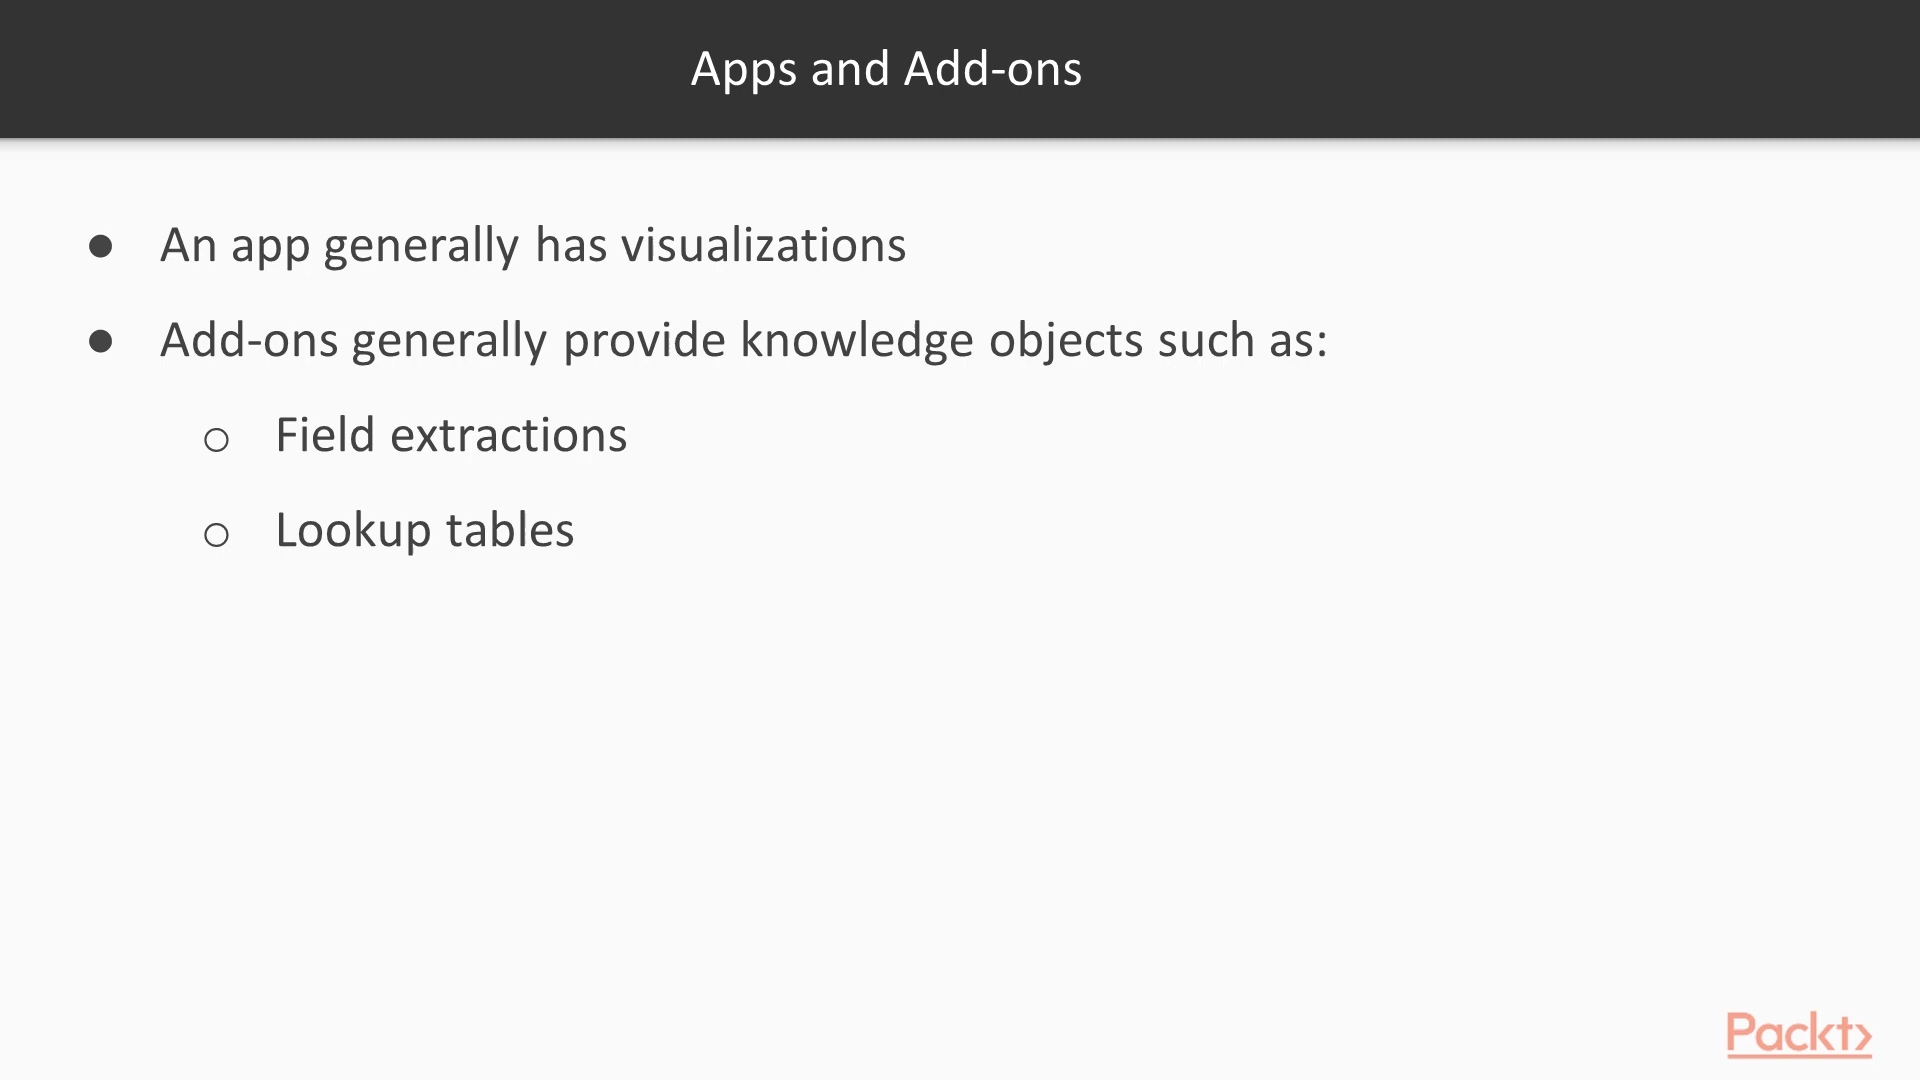 Apps and Add-ons
● An app generally has visualizations
● Add-ons generally provide knowledge objects such as:
○ Field extractions
○ Lookup tables
Packt>